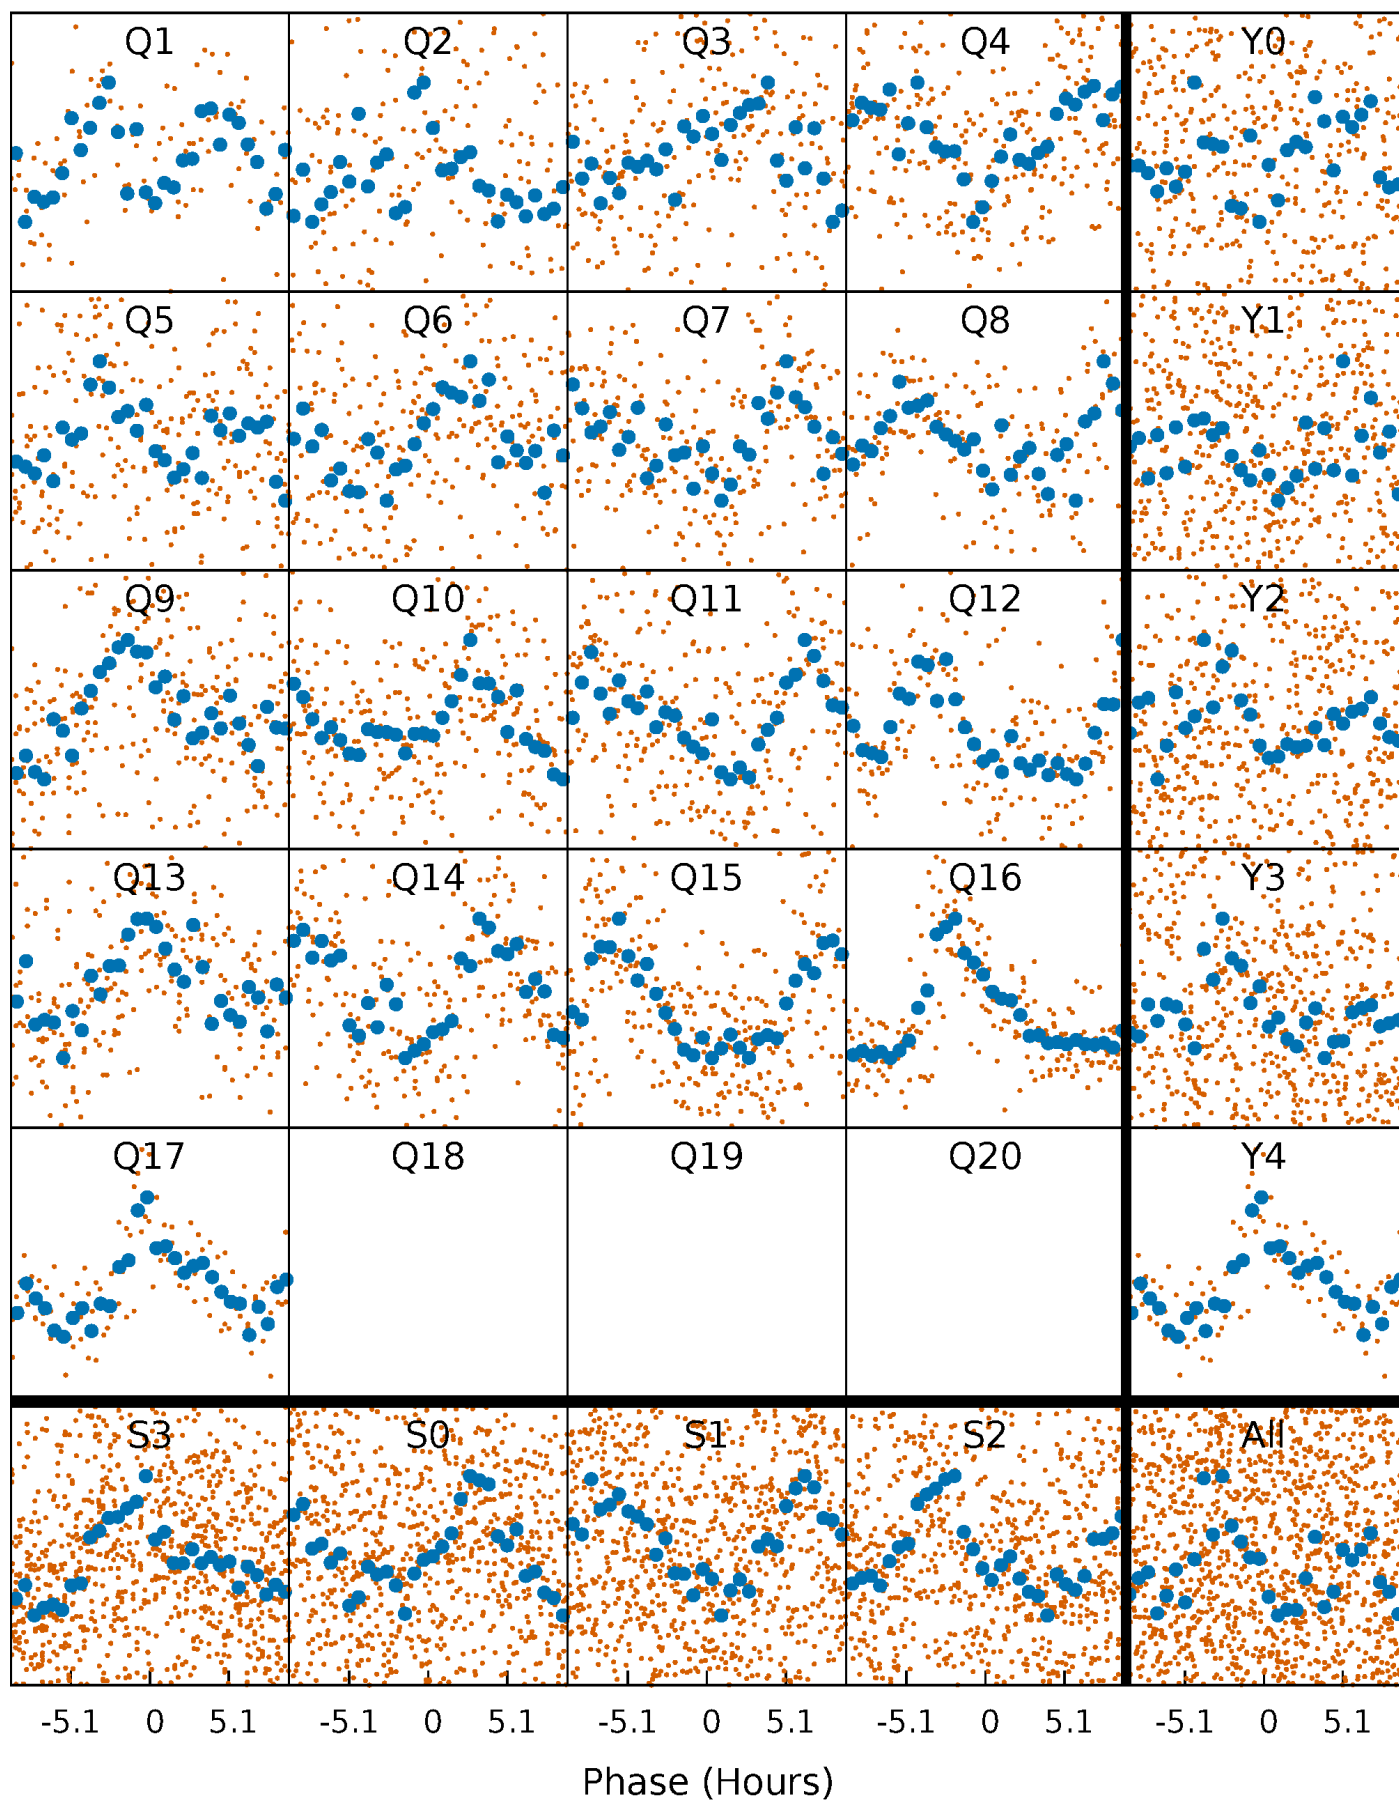 Q1 Q2 Q3 Q4 Y0
Q5 Q6 Q7 Q8 Y1
Q9 Q10 Q11 Q12 Y2
Q13 Q14 Q15 Q16 Y3
Q17 Q18 Q19 Q20 Y4
S3 S0 S1 S2 All
-5.1 0 5.1 -5.1 0 5.1 -5.1 0 5.1 -5.1 0 5.1 -5.1 0 5.1
Phase (Hours)